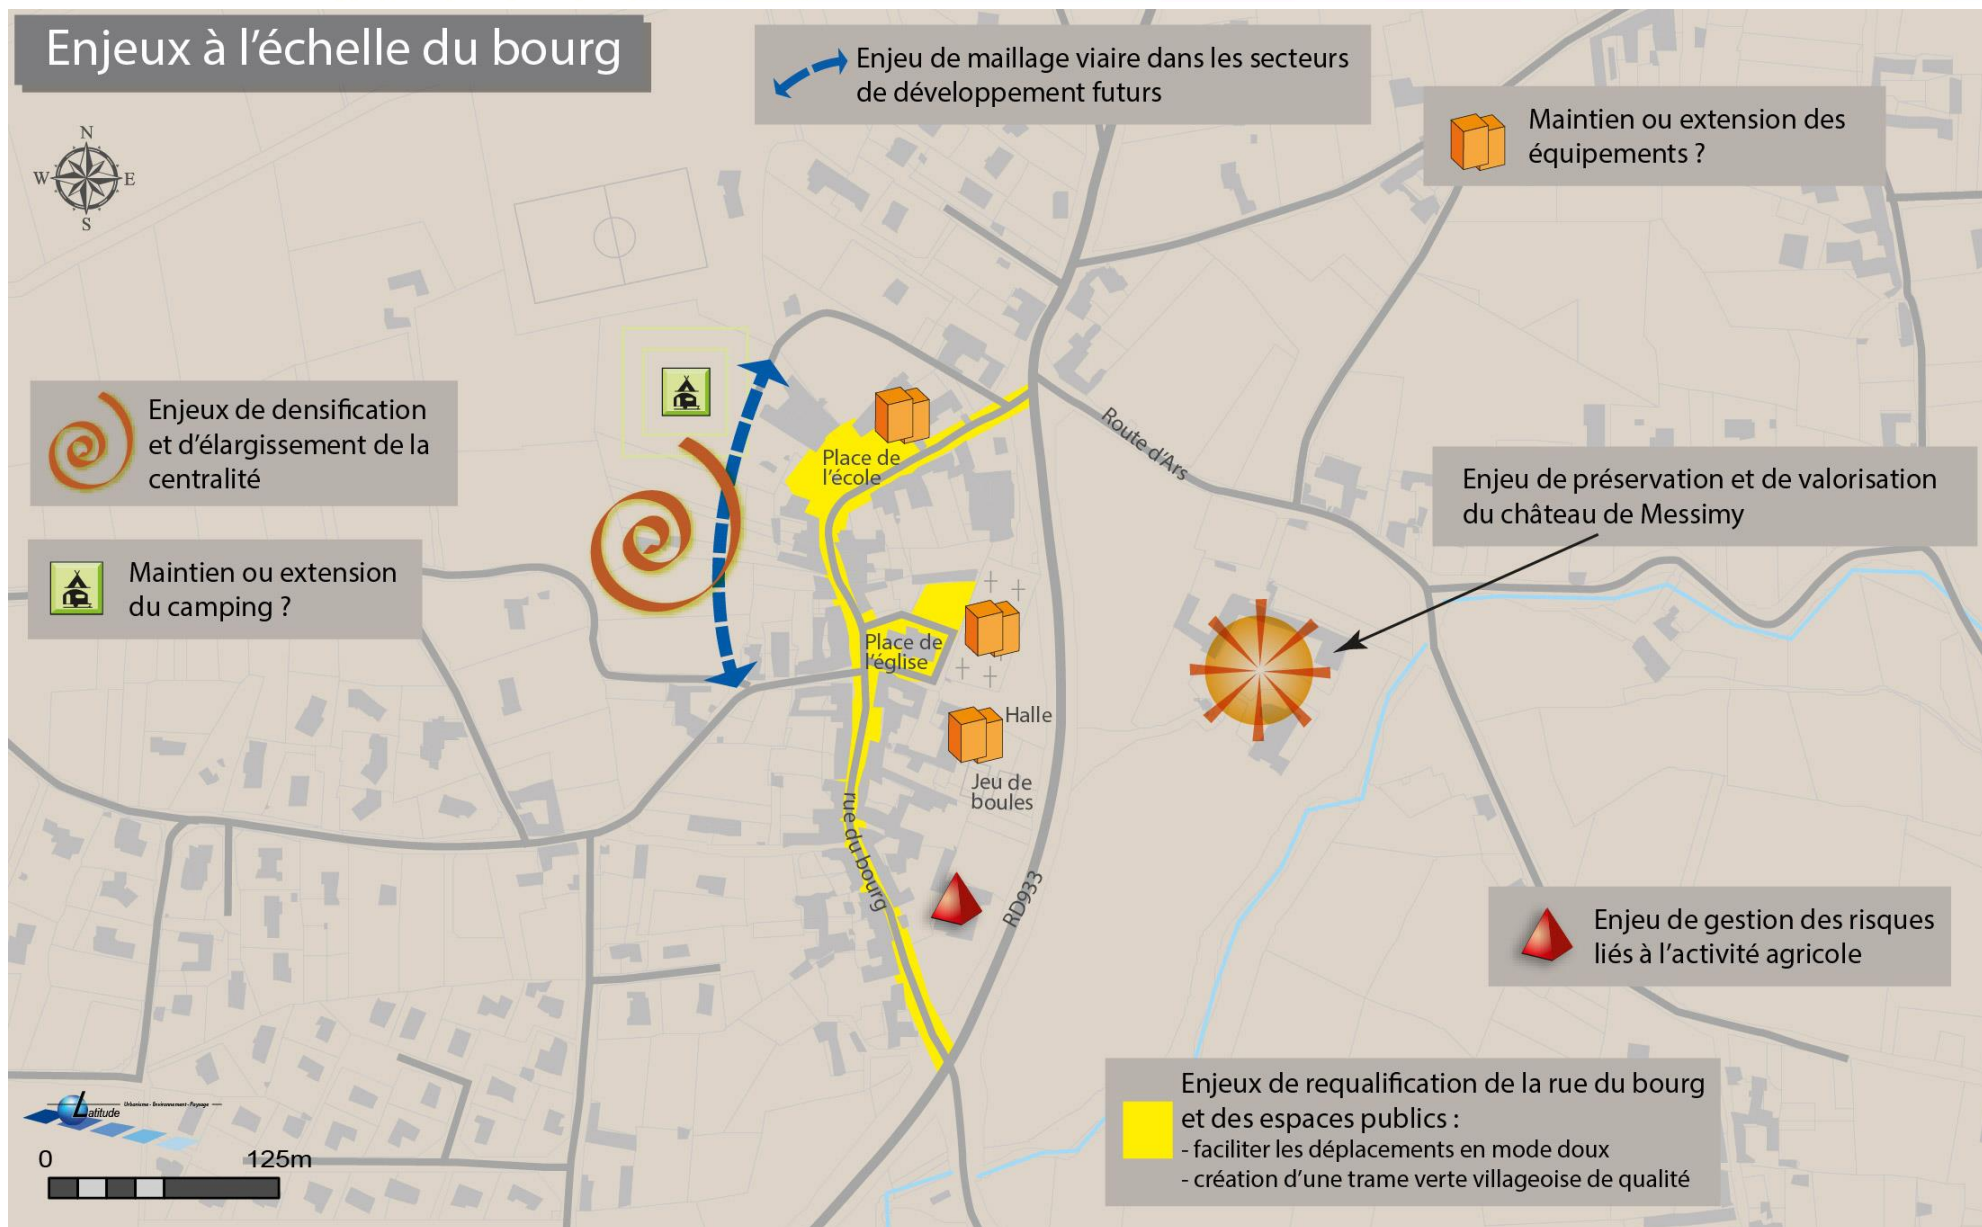 Enjeux à l'échelle du bourg
Enjeu de maillage viaire dans les secteurs
de développement futurs
Maintien ou extension des
équipements ?
N
W
E
S
Enjeux de densification
et d'élargissement de la
centralité
Place de
l'école
Route d'Ars
Enjeu de préservation et de valorisation
du château de Messimy
Maintien ou extension
du camping ?
Place de
l'église
Halle
Jeu de
boules
rue du bourg
RD933
Enjeu de gestion des risques
liés à l'activité agricole
Enjeux de requalification de la rue du bourg
et des espaces publics :
- faciliter les déplacements en mode doux
- création d'une trame verte villageoise de qualité
Latitude
Urbanisme - Environnement - Paysage
0
125m